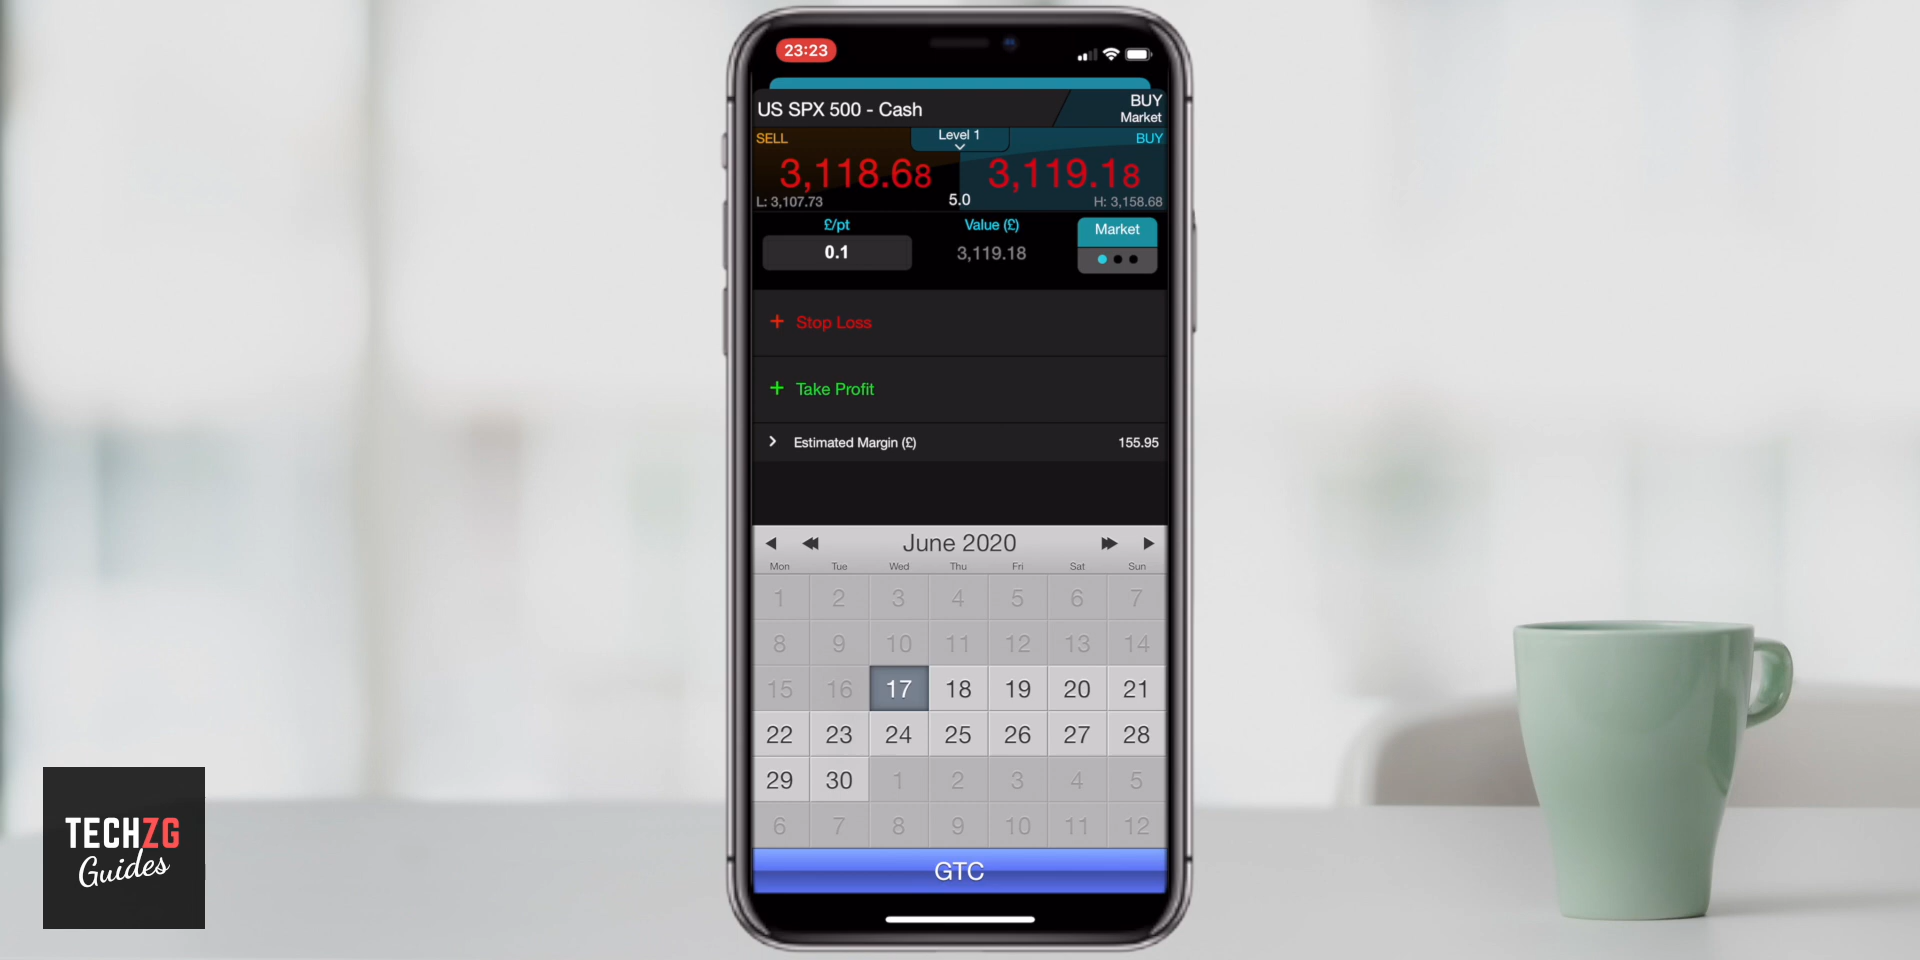 23:23
US SPX 500 - Cash
BUY
Market
SELL
Level 1
BUY
3,118.68
3,119.18
L: 3,107.73
5.0
H: 3,158.68
£/pt
Value (£)
Market
0.1
3,119.18
+ Stop Loss
+ Take Profit
Estimated Margin (£) 155.95
June 2020
Mon Tue Wed Thu Fri Sat Sun
1 2 3 4 5 6 7
8 9 10 11 12 13 14
15 16 17 18 19 20 21
22 23 24 25 26 27 28
29 30 1 2 3 4 5
6 7 8 9 10 11 12
GTC
TECHZG
Guides